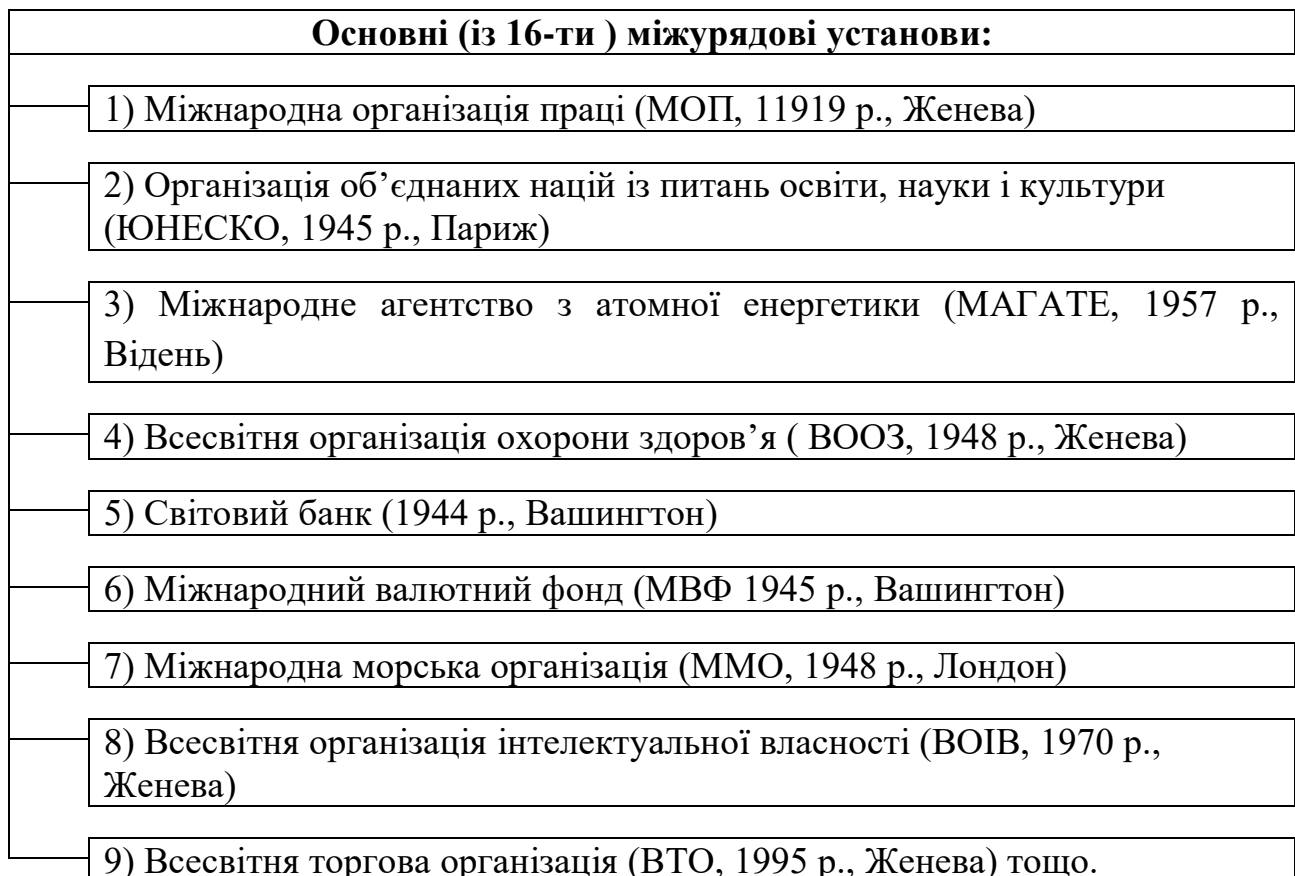 Основні (із 16-ти ) міжурядові установи:
1) Міжнародна організація праці (МОП, 11919 р., Женева)
2) Організація об’єднаних націй із питань освіти, науки і культури
(ЮНЕСКО, 1945 р., Париж)
3) Міжнародне агентство з атомної енергетики (МАГАТЕ, 1957 р.,
Відень)
4) Всесвітня організація охорони здоров’я ( ВООЗ, 1948 р., Женева)
5) Світовий банк (1944 р., Вашингтон)
6) Міжнародний валютний фонд (МВФ 1945 р., Вашингтон)
7) Міжнародна морська організація (ММО, 1948 р., Лондон)
8) Всесвітня організація інтелектуальної власності (ВОІВ, 1970 р.,
Женева)
9) Всесвітня торгова організація (ВТО, 1995 р., Женева) тощо.